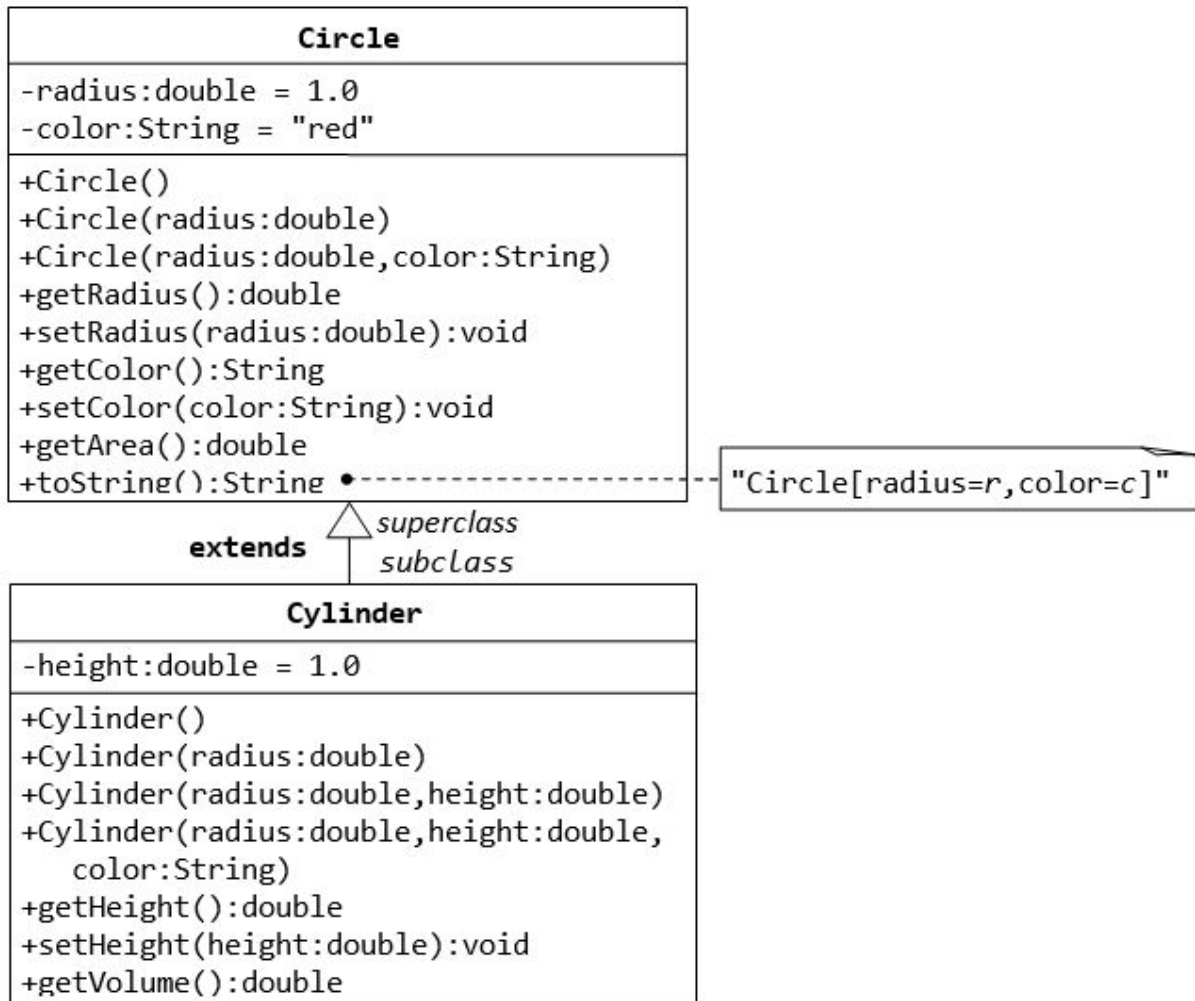 Circle
-radius:double = 1.0
-color:String = "red"
+Circle()
+Circle(radius:double)
+Circle(radius:double,color:String)
+getRadius():double
+setRadius(radius:double):void
+getColor():String
+setColor(color:String):void
+getArea():double
+toString():String
"Circle[radius=r,color=c]"
superclass
extends
subclass
Cylinder
-height:double = 1.0
+Cylinder()
+Cylinder(radius:double)
+Cylinder(radius:double,height:double)
+Cylinder(radius:double,height:double,
color:String)
+getHeight():double
+setHeight(height:double):void
+getVolume():double